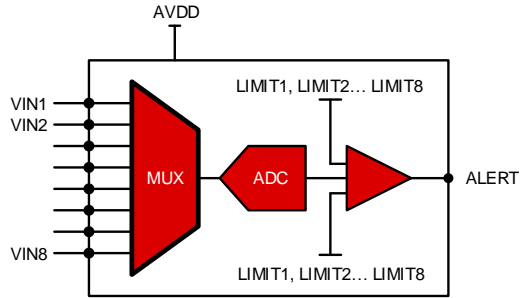 AVDD
LIMIT1, LIMIT2... LIMIT8
VIN1
VIN2
MUX
ADC
ALERT
VIN8
LIMIT1, LIMIT2... LIMIT8